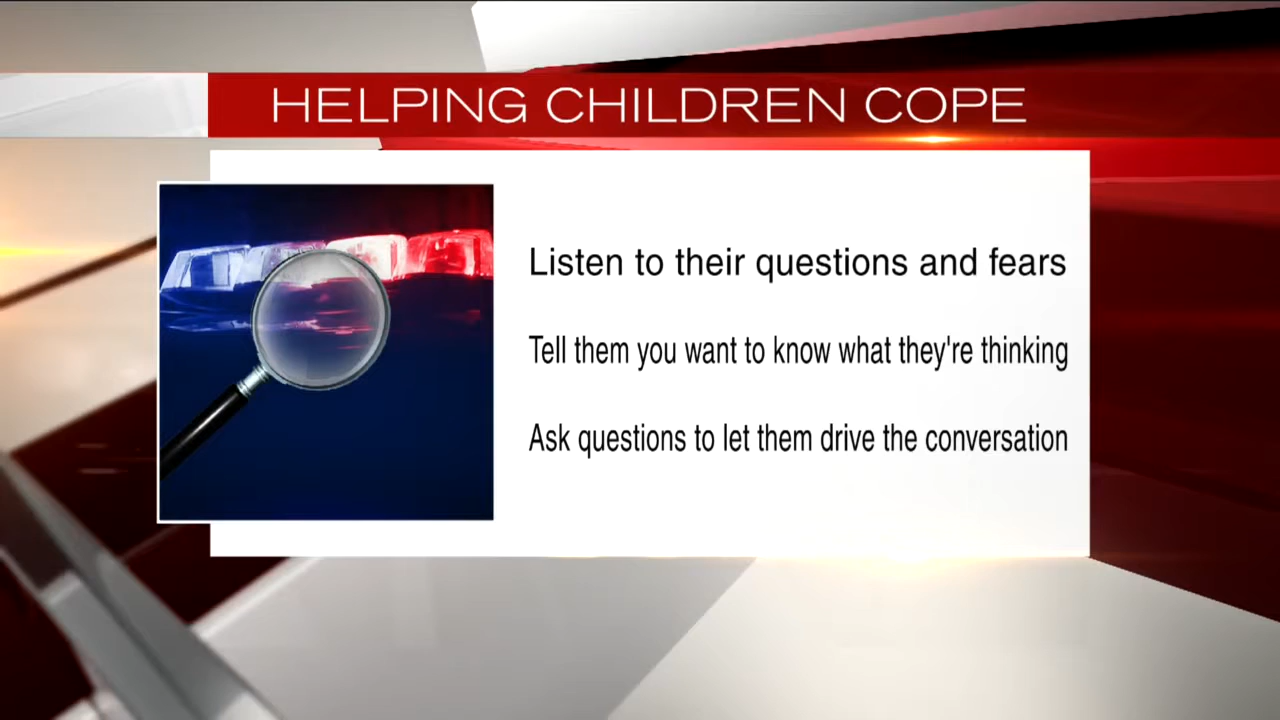 HELPING CHILDREN COPE
Listen to their questions and fears
Tell them you want to know what they're thinking
Ask questions to let them drive the conversation